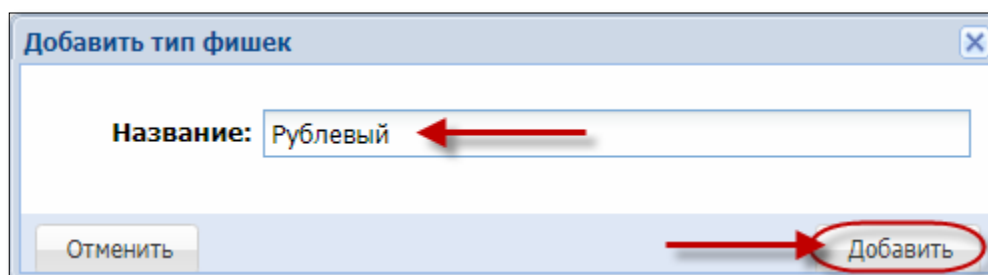 Добавить тип фишек
Название: Рублевый
Отменить Добавить